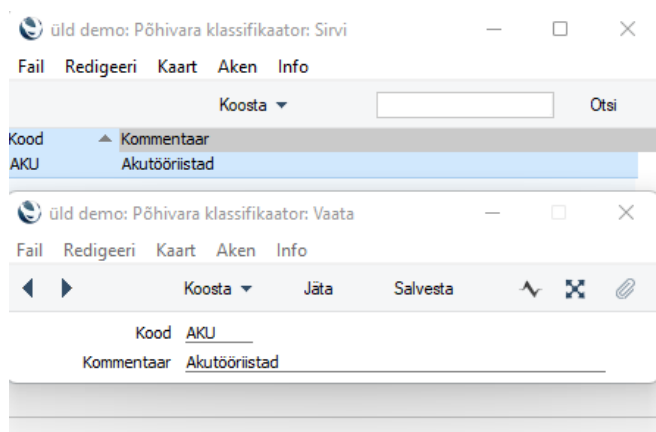 üld demo: Põhivara klassifikaator: Sirvi
Fail Redigeeri Kaart Aken Info
Koosta Otsi
Kood Kommentaar
AKU Akutööriistad
üld demo: Põhivara klassifikaator: Vaata
Fail Redigeeri Kaart Aken Info
Koosta Jäta Salvesta
Kood AKU
Kommentaar Akutööriistad